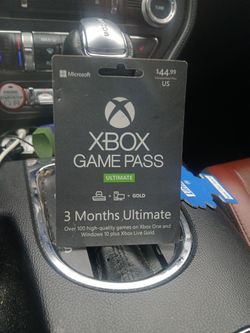 Microsoft
$44.99
US
XBOX
GAME PASS
ULTIMATE
+ GOLD
3 Months Ultimate
Over 100 high-quality games on Xbox One and
Windows 10 plus Xbox Live Gold.